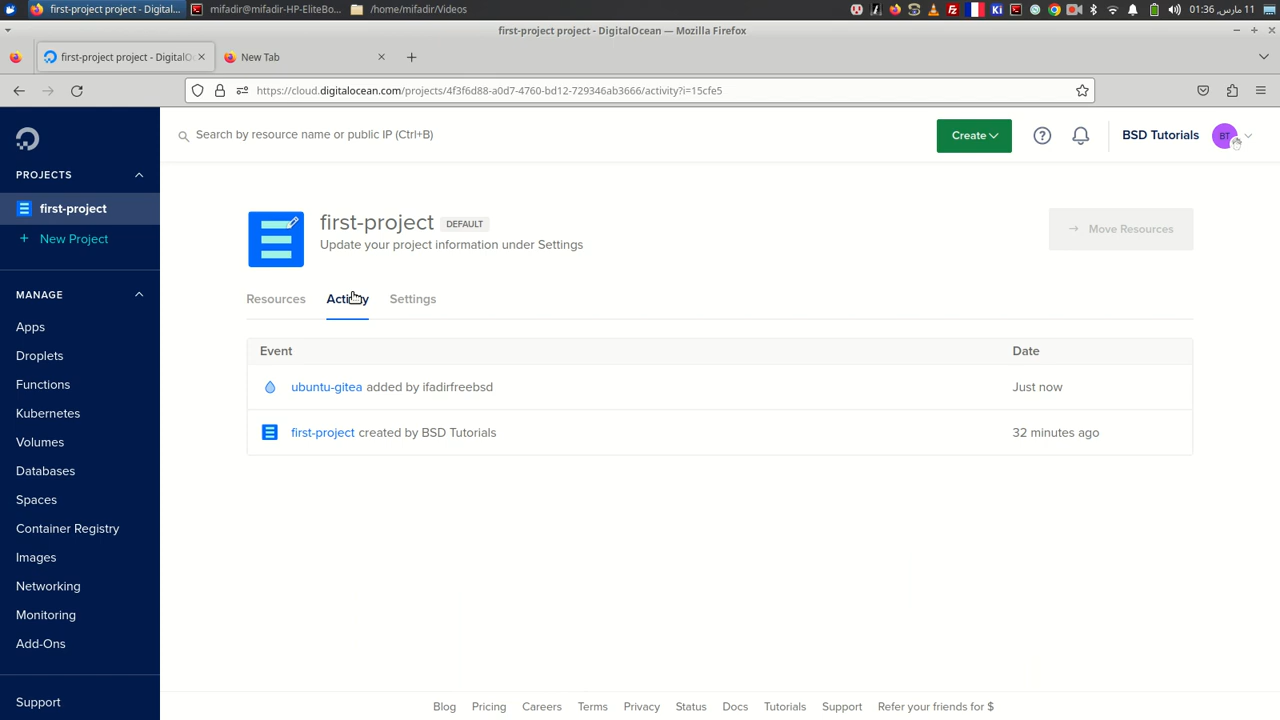 first-project project - DigitalO
mifadir@mifadir-HP-EliteBo...
/home/mifadir/Videos
Ki
11 مارس, 01:36
first-project project - DigitalOcean — Mozilla Firefox
first-project project - DigitalO
New Tab
https://cloud.digitalocean.com/projects/4f3f6d88-a0d7-4760-bd12-729346ab3666/activity?i=15cfe5
Search by resource name or public IP (Ctrl+B)
Create
BSD Tutorials
BT
PROJECTS
first-project
+ New Project
MANAGE
Apps
Droplets
Functions
Kubernetes
Volumes
Databases
Spaces
Container Registry
Images
Networking
Monitoring
Add-Ons
Support
first-project DEFAULT
Update your project information under Settings
→ Move Resources
Resources Activity Settings
Event Date
ubuntu-gitea added by ifadirfreebsd Just now
first-project created by BSD Tutorials 32 minutes ago
Blog Pricing Careers Terms Privacy Status Docs Tutorials Support Refer your friends for $